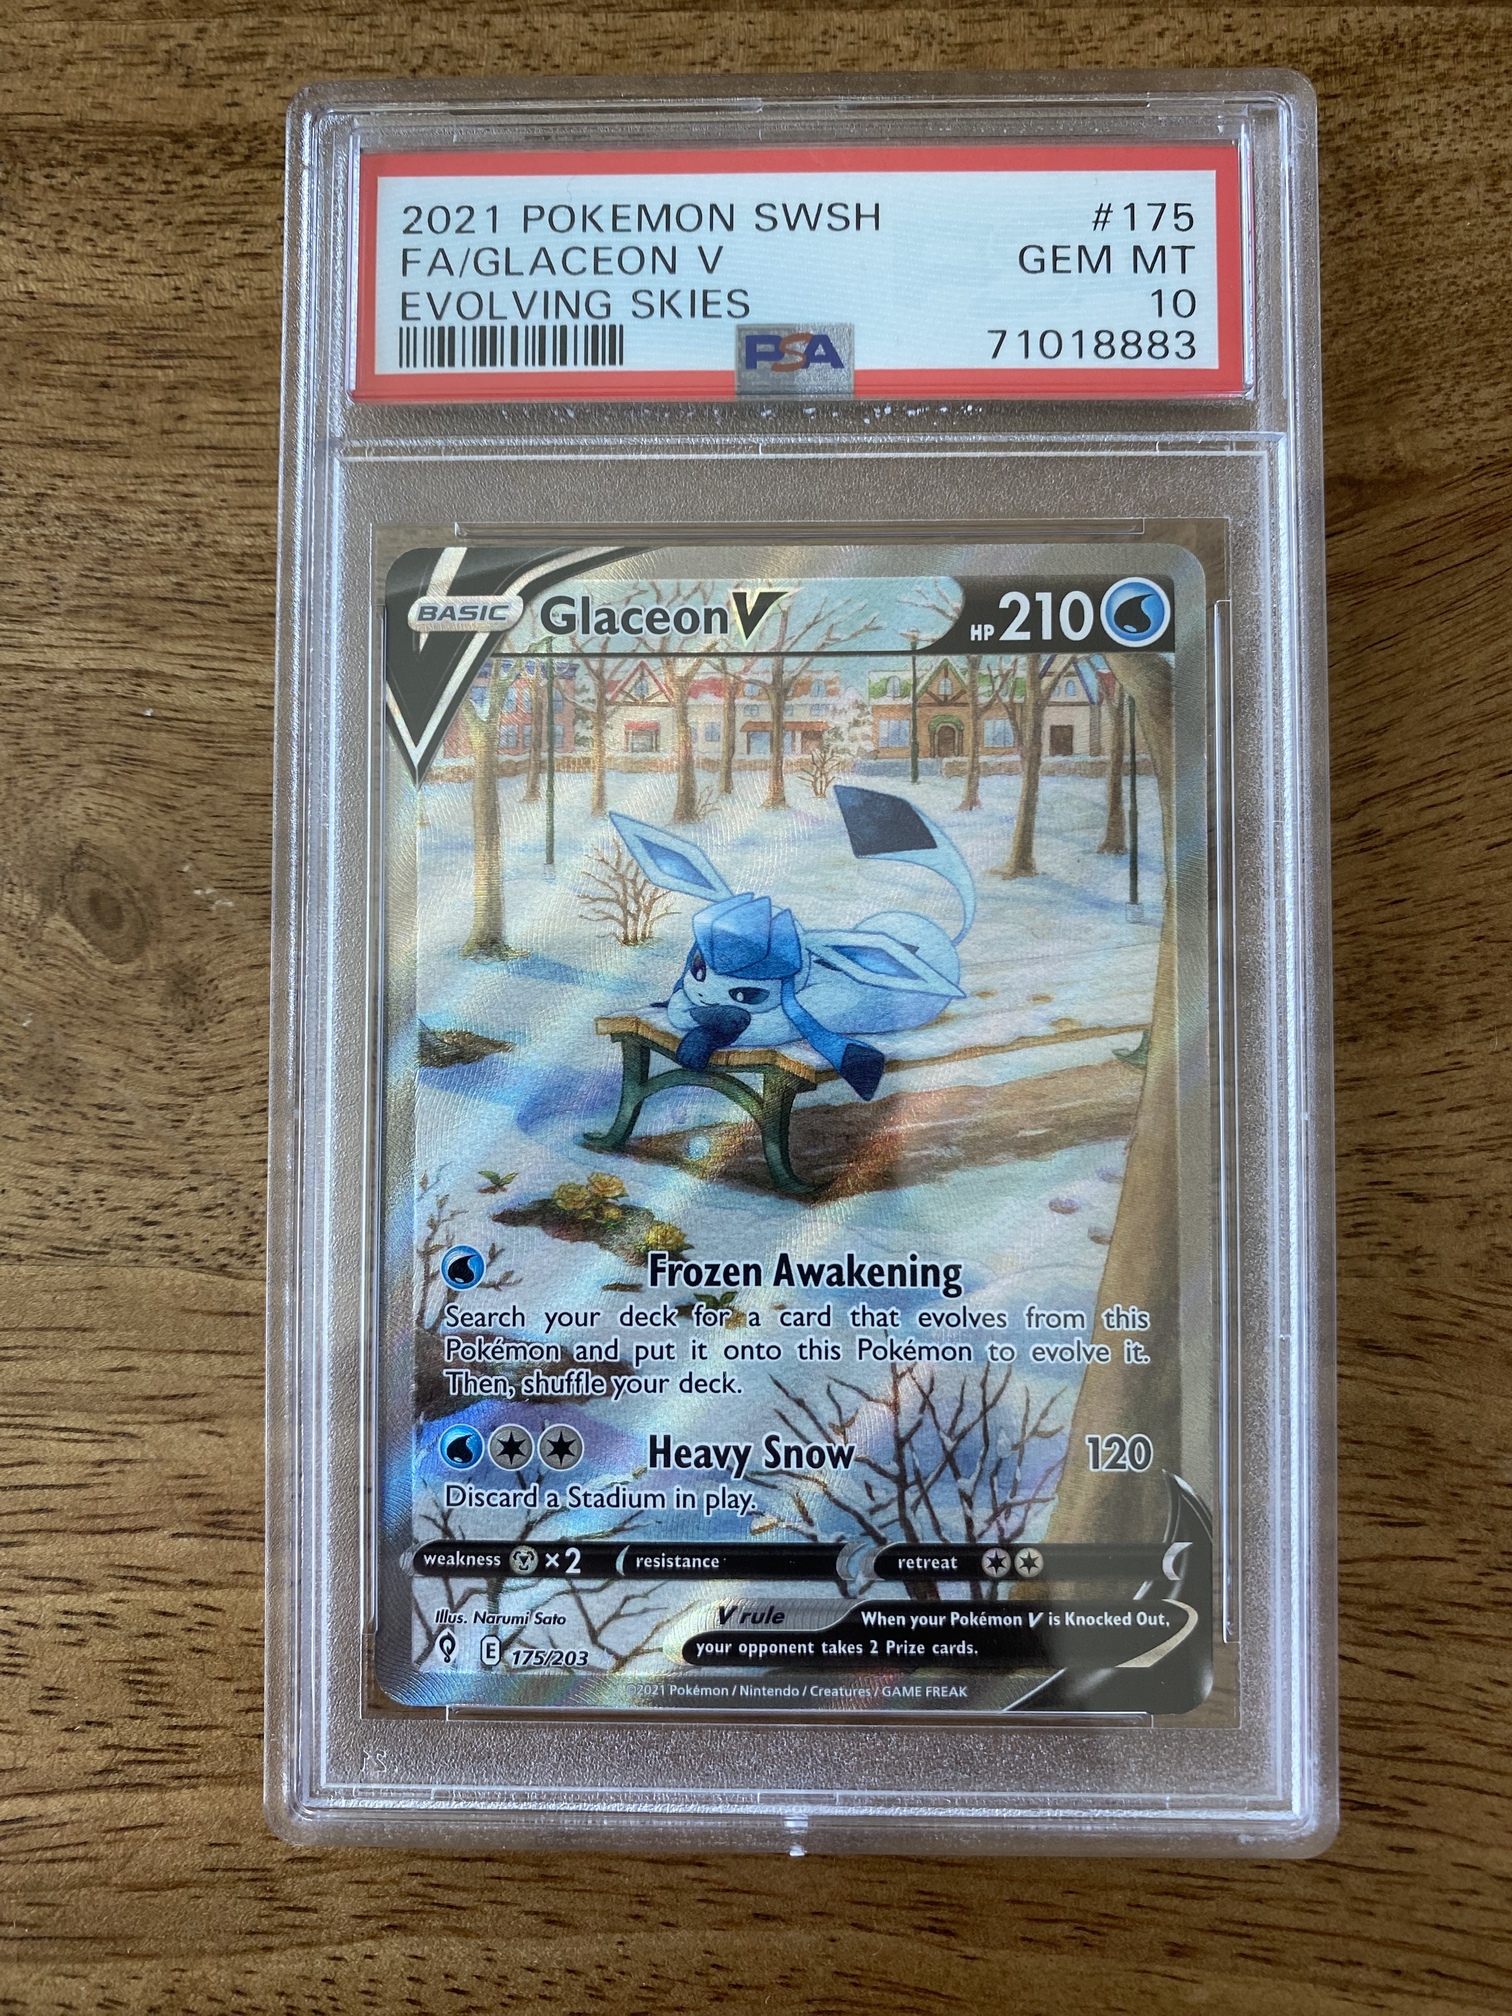 2021 POKEMON SWSH #175
FA/GLACEON V GEM MT
EVOLVING SKIES 10
PSA 71018883
BASIC Glaceon V HP 210
Frozen Awakening
Search your deck for a card that evolves from this
Pokémon and put it onto this Pokémon to evolve it.
Then, shuffle your deck.
Heavy Snow 120
Discard a Stadium in play.
weakness ×2 resistance retreat
Illus. Narumi Sato
V rule When your Pokémon V is Knocked Out,
your opponent takes 2 Prize cards.
E 175/203
©2021 Pokémon / Nintendo / Creatures / GAME FREAK